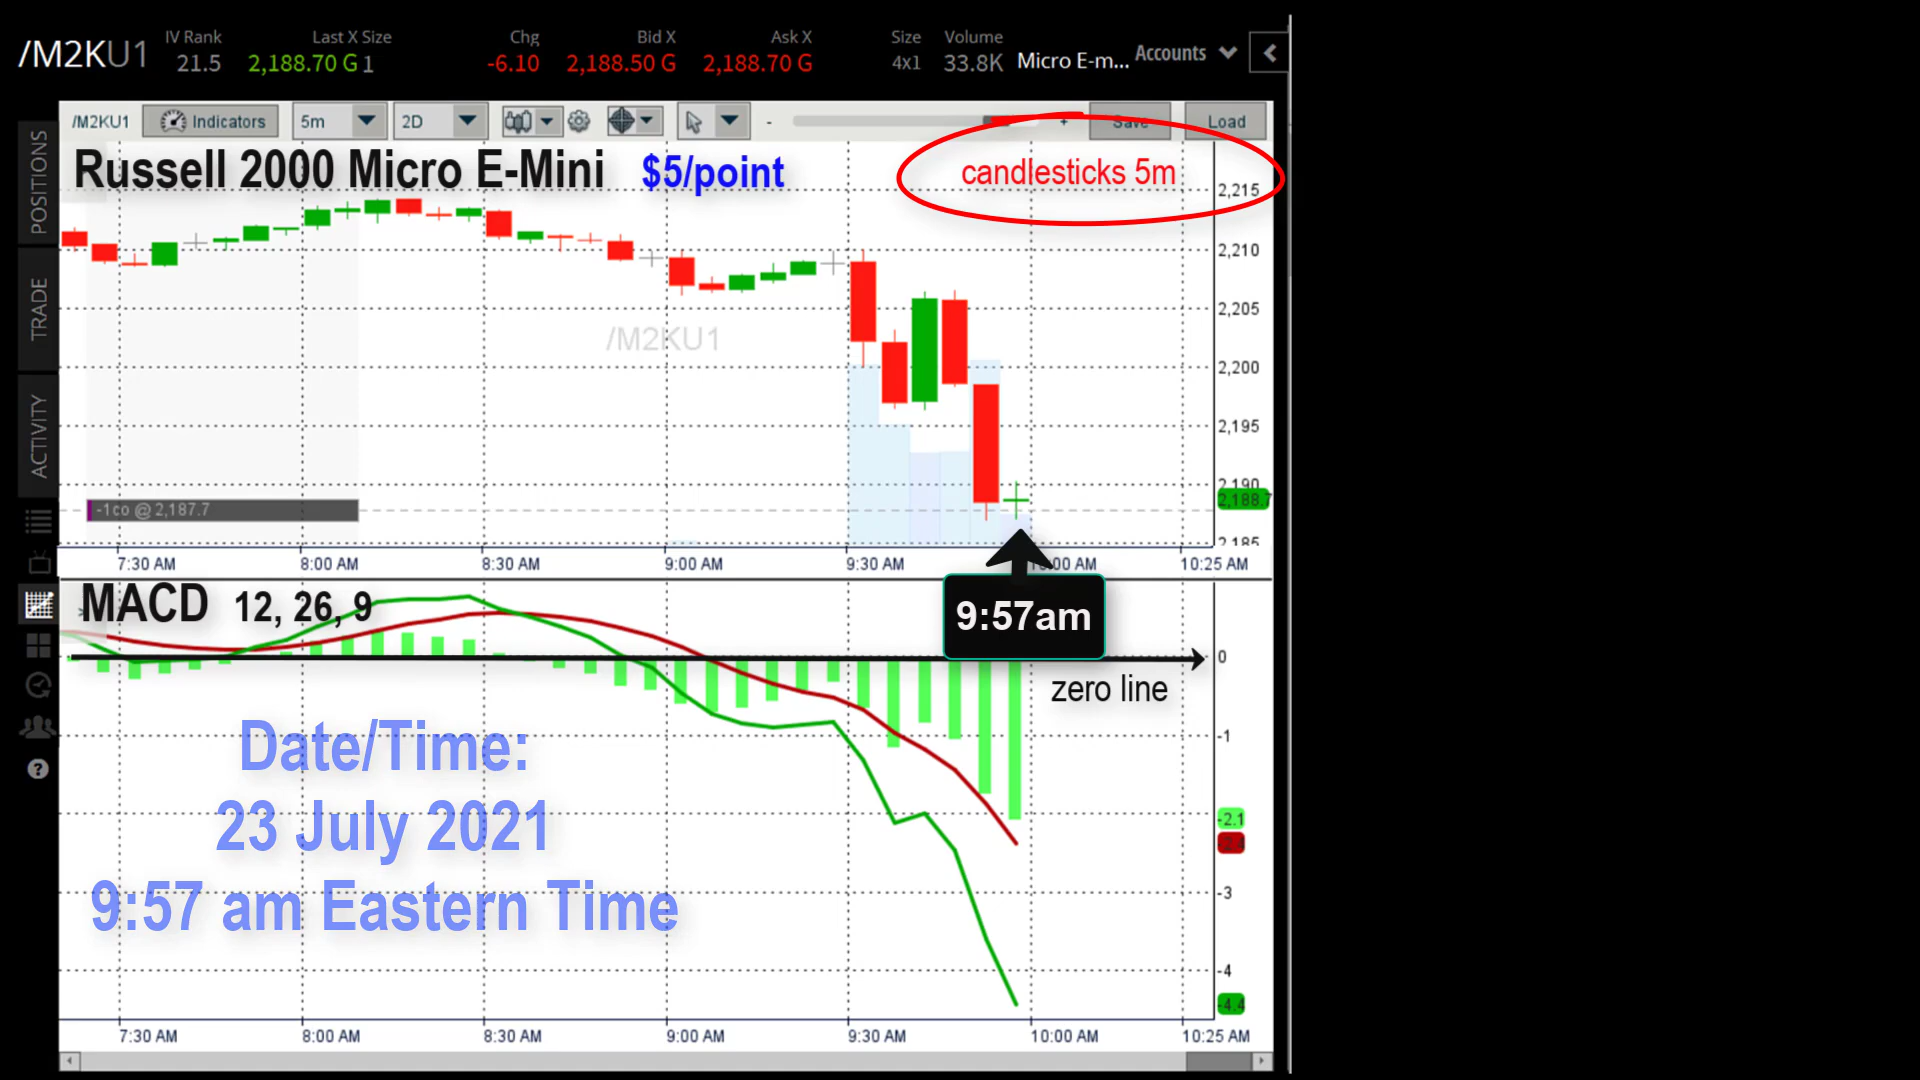 /M2KU1
IV Rank
21.5
Last X Size
2,188.70 G 1
Chg
-6.10
Bid X
2,188.50 G
Ask X
2,188.70 G
Size
4x1
Volume
33.8K
Micro E-m...
Accounts
/M2KU1
Indicators
5m
2D
-
+
Save
Load
POSITIONS
TRADE
ACTIVITY
Russell 2000 Micro E-Mini $5/point
candlesticks 5m
2,215
2,210
2,205
2,200
2,195
2,190
2,188.7
2,185
/M2KU1
-1co @ 2,187.7
7:30 AM
8:00 AM
8:30 AM
9:00 AM
9:30 AM
10:00 AM
10:25 AM
MACD 12, 26, 9
9:57am
zero line
0
-1
-2.1
-3
-4
-4.4
Date/Time:
23 July 2021
9:57 am Eastern Time
7:30 AM
8:00 AM
8:30 AM
9:00 AM
9:30 AM
10:00 AM
10:25 AM